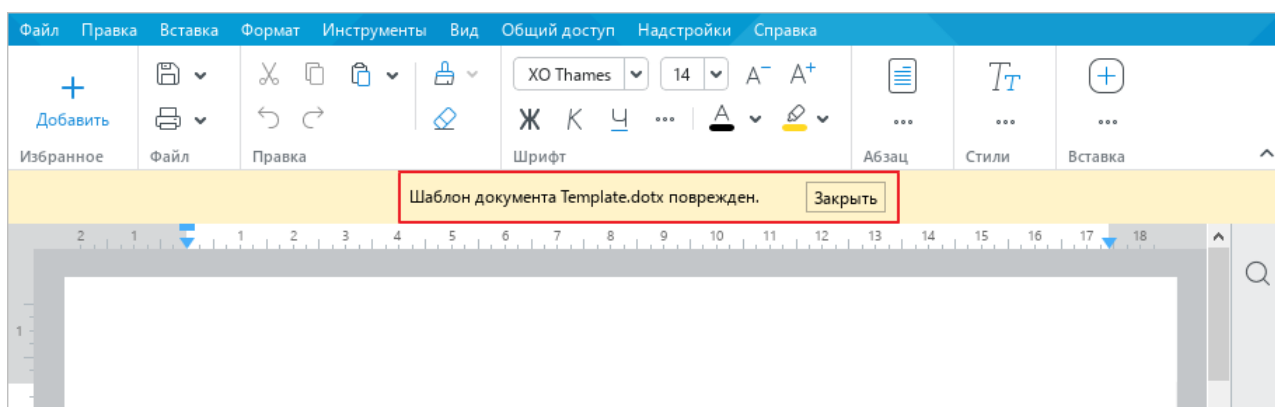 Файл Правка Вставка Формат Инструменты Вид Общий доступ Надстройки Справка
XO Thames 14 A⁻ A⁺ Tт
Добавить Ж К Ч A
Избранное Файл Правка Шрифт Абзац Стили Вставка
Шаблон документа Template.dotx поврежден. Закрыть
2 1 1 2 3 4 5 6 7 8 9 10 11 12 13 14 15 16 17 18
1